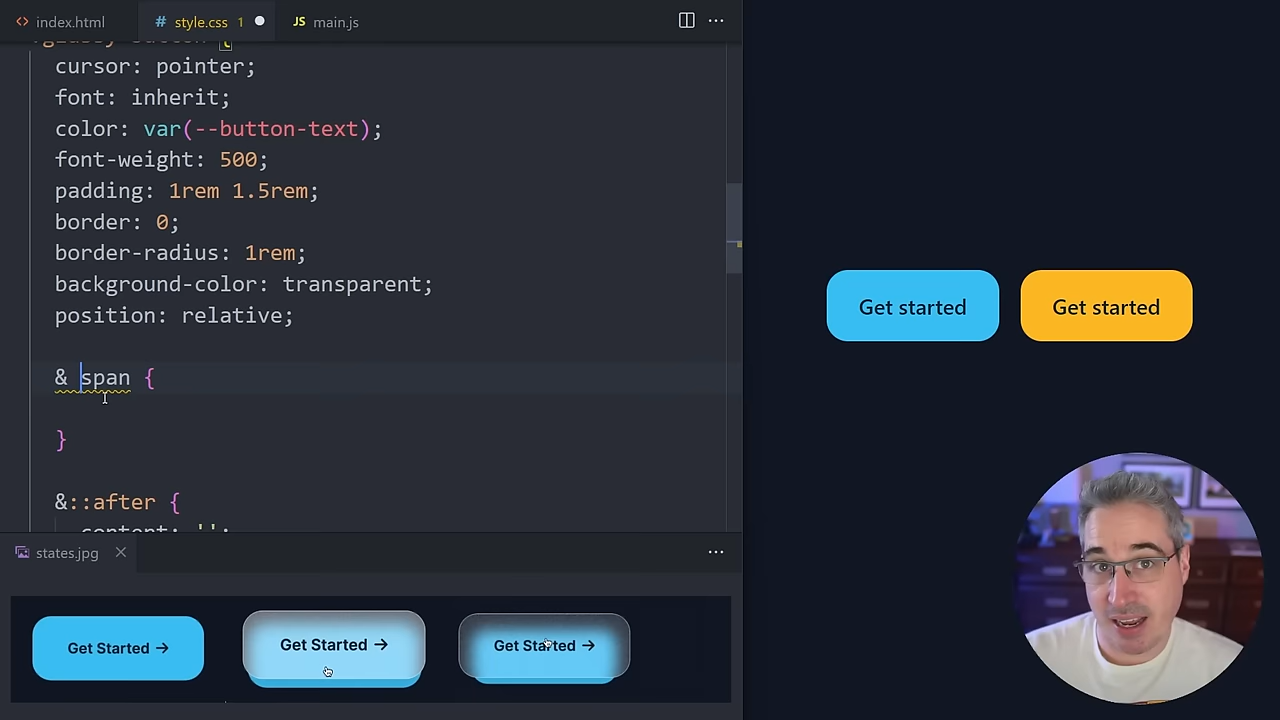 index.html
style.css 1
JS main.js
cursor: pointer;
font: inherit;
color: var(--button-text);
font-weight: 500;
padding: 1rem 1.5rem;
border: 0;
border-radius: 1rem;
background-color: transparent;
position: relative;
& span {
}
&::after {
content: '';
Get started
Get started
states.jpg
Get Started →
Get Started →
Get Started →